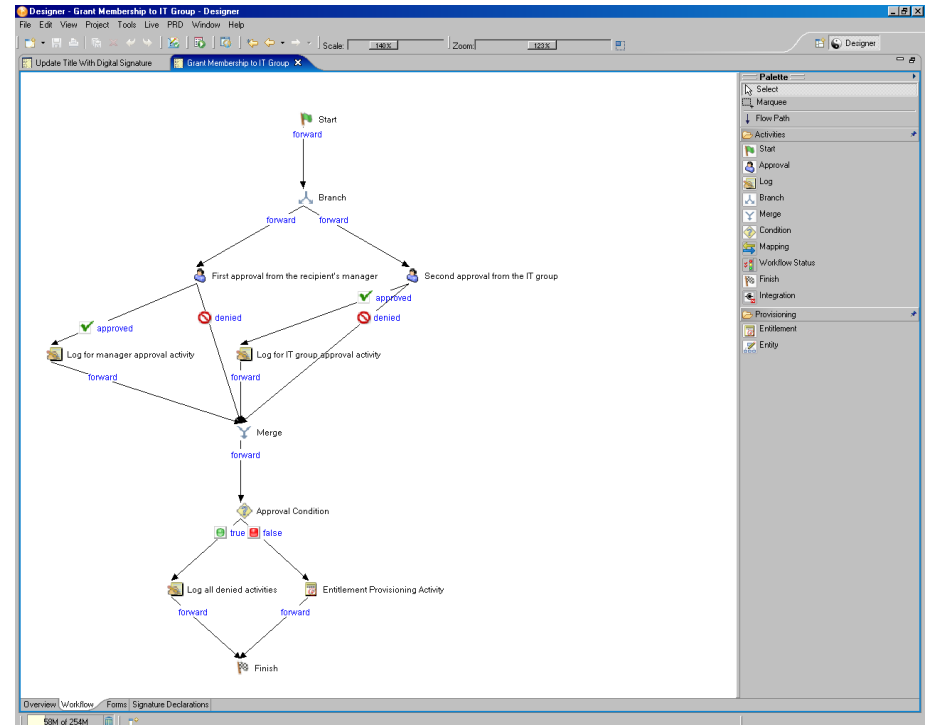 Designer - Grant Membership to IT Group - Designer
File Edit View Project Tools Live PRD Window Help
Scale: 148% Zoom: 123% Designer
Update Title With Digital Signature Grant Membership to IT Group
Palette
Select
Marquee
Flow Path
Activities
Start
Approval
Log
Branch
Merge
Condition
Mapping
Workflow Status
Finish
Integration
Provisioning
Entitlement
Entity
Start
forward
Branch
forward forward
First approval from the recipient's manager Second approval from the IT group
approved
denied denied
approved
Log for manager approval activity Log for IT group approval activity
forward forward
Merge
forward
Approval Condition
true false
Log all denied activities Entitlement Provisioning Activity
forward forward
Finish
Overview Workflow Forms Signature Declarations
58M of 254M